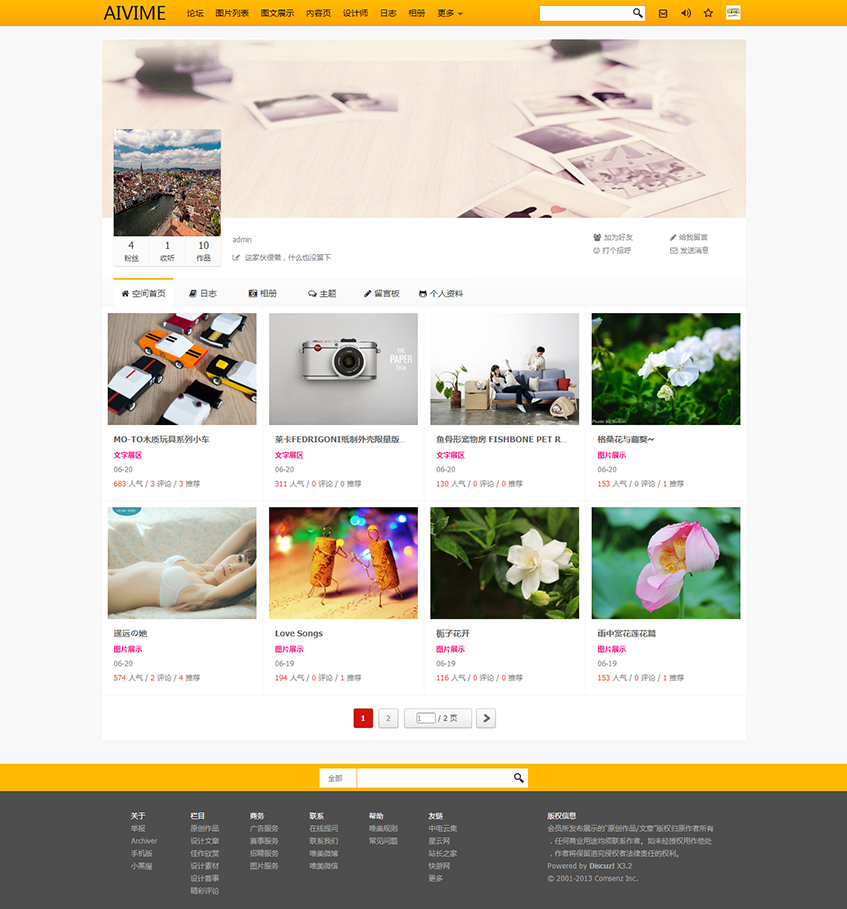 AIVIME 论坛 图片列表 图文展示 内容页 设计师 日志 相册 更多
4 1 10
粉丝 收听 作品
admin
这家伙很懒，什么也没留下
加为好友 给我留言
打个招呼 发送消息
空间首页 日志 相册 主题 留言板 个人资料
THE
PAPER
SKIN
MO-TO木质玩具系列小车
文字展区
06-20
683 人气 / 3 评论 / 3 推荐
莱卡FEDRIGONI纸制外壳限量版...
文字展区
06-20
311 人气 / 0 评论 / 0 推荐
鱼骨形宠物房 FISHBONE PET R...
文字展区
06-20
130 人气 / 0 评论 / 0 推荐
格桑花与蘿藦~
图片展示
06-20
153 人气 / 0 评论 / 1 推荐
遥远の她
图片展示
06-20
574 人气 / 2 评论 / 4 推荐
Love Songs
图片展示
06-19
194 人气 / 0 评论 / 1 推荐
栀子花开
图片展示
06-19
116 人气 / 0 评论 / 0 推荐
雨中赏花莲花篇
图片展示
06-19
153 人气 / 0 评论 / 1 推荐
1 2 1 / 2 页
全部
关于
举报
Archiver
手机版
小黑屋
栏目
原创作品
设计文章
佳作欣赏
设计素材
设计赛事
精彩评论
商务
广告服务
赛事服务
招聘服务
图片服务
联系
在线提问
联系我们
唯美微博
唯美微信
帮助
唯美规则
常见问题
友链
中电云集
星云网
站长之家
快游网
更多
版权信息
会员所发布展示的“原创作品/文章”版权归原作者所有
，任何商业用途均须联系作者。如未经授权用作他处
，作者将保留追究侵权者法律责任的权利。
Powered by Discuz! X3.2
© 2001-2013 Comsenz Inc.